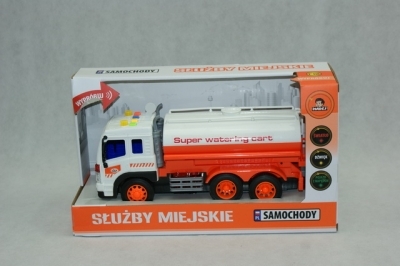 SŁUŻBY MIEJSKIE
SAMOCHODY
WYPRÓBUJ
Super watering cart
SŁUŻBY MIEJSKIE
SAMOCHODY